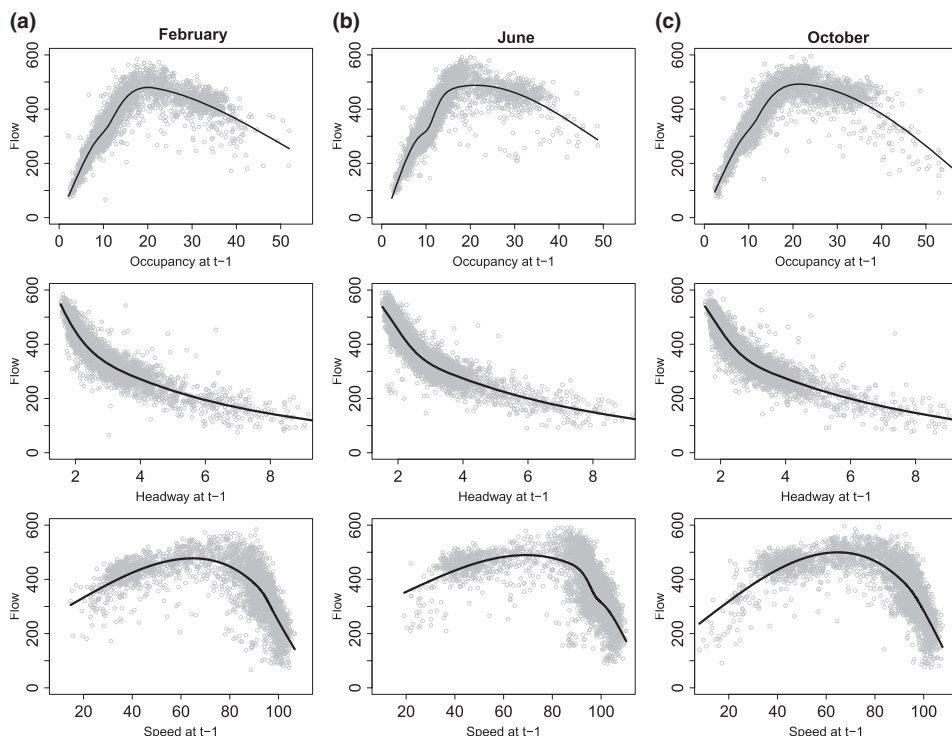 (a) (b) (c)
February June October
600 600 600
400 400 400
200 200 200
0 0 0
Flow Flow Flow
0 10 20 30 40 50 0 10 20 30 40 50 0 10 20 30 40 50
Occupancy at t−1 Occupancy at t−1 Occupancy at t−1
600 600 600
400 400 400
200 200 200
0 0 0
Flow Flow Flow
2 4 6 8 2 4 6 8 2 4 6 8
Headway at t−1 Headway at t−1 Headway at t−1
600 600 600
400 400 400
200 200 200
0 0 0
Flow Flow Flow
20 40 60 80 100 20 40 60 80 100 20 40 60 80 100
Speed at t−1 Speed at t−1 Speed at t−1